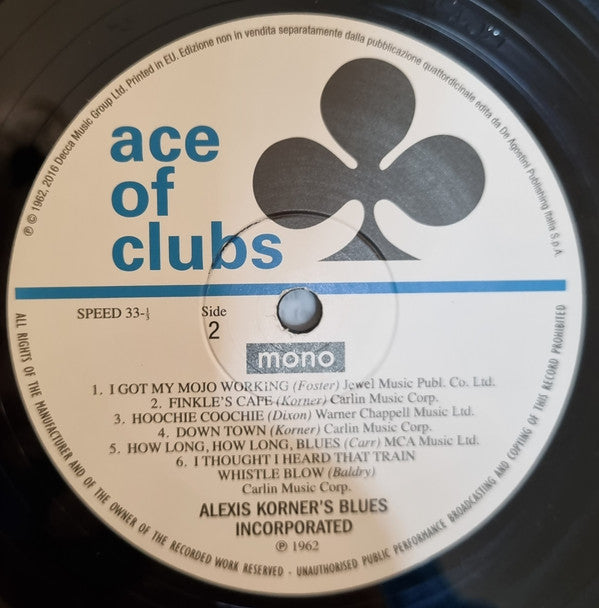 ℗ © 1962, 2016 Decca Music Group Ltd. Printed in EU. Edizione non in vendita separatamente dalla pubblicazione quattordicinale edita da De Agostini Publishing Italia S.p.A.
ace
of
clubs
SPEED 33-⅓
Side
2
mono
1. I GOT MY MOJO WORKING (Foster) Jewel Music Publ. Co. Ltd.
2. FINKLE'S CAFE (Korner) Carlin Music Corp.
3. HOOCHIE COOCHIE (Dixon) Warner Chappell Music Ltd.
4. DOWN TOWN (Korner) Carlin Music Corp.
5. HOW LONG, HOW LONG, BLUES (Carr) MCA Music Ltd.
6. I THOUGHT I HEARD THAT TRAIN
WHISTLE BLOW (Baldry)
Carlin Music Corp.
ALEXIS KORNER'S BLUES
INCORPORATED
℗ 1962
ALL RIGHTS OF THE MANUFACTURER AND OF THE OWNER OF THE RECORDED WORK RESERVED - UNAUTHORISED PUBLIC PERFORMANCE BROADCASTING AND COPYING OF THIS RECORD PROHIBITED